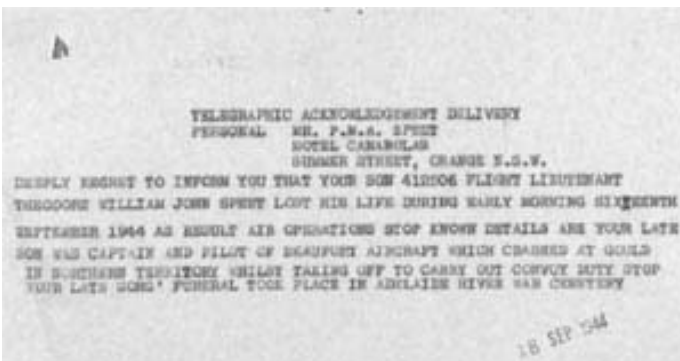 TELEGRAPHIC ACKNOWLEDGEMENT DELIVERY
PERSONAL MR. P.M.A. SPEET
HOTEL CANABOLAS
SUMMER STREET, ORANGE N.S.W.
DEEPLY REGRET TO INFORM YOU THAT YOUR SON 412806 FLIGHT LIEUTENANT
THEODORE WILLIAM JOHN SPEET LOST HIS LIFE DURING EARLY MORNING SIXTEENTH
SEPTEMBER 1944 AS RESULT AIR OPERATIONS STOP KNOWN DETAILS ARE YOUR LATE
SON WAS CAPTAIN AND PILOT OF BEAUFORT AIRCRAFT WHICH CRASHED AT GOULD
IN NORTHERN TERRITORY WHILST TAKING OFF TO CARRY OUT CONVOY DUTY STOP
YOUR LATE SONS' FUNERAL TOOK PLACE IN ADELAIDE RIVER WAR CEMETERY
18 SEP 1944